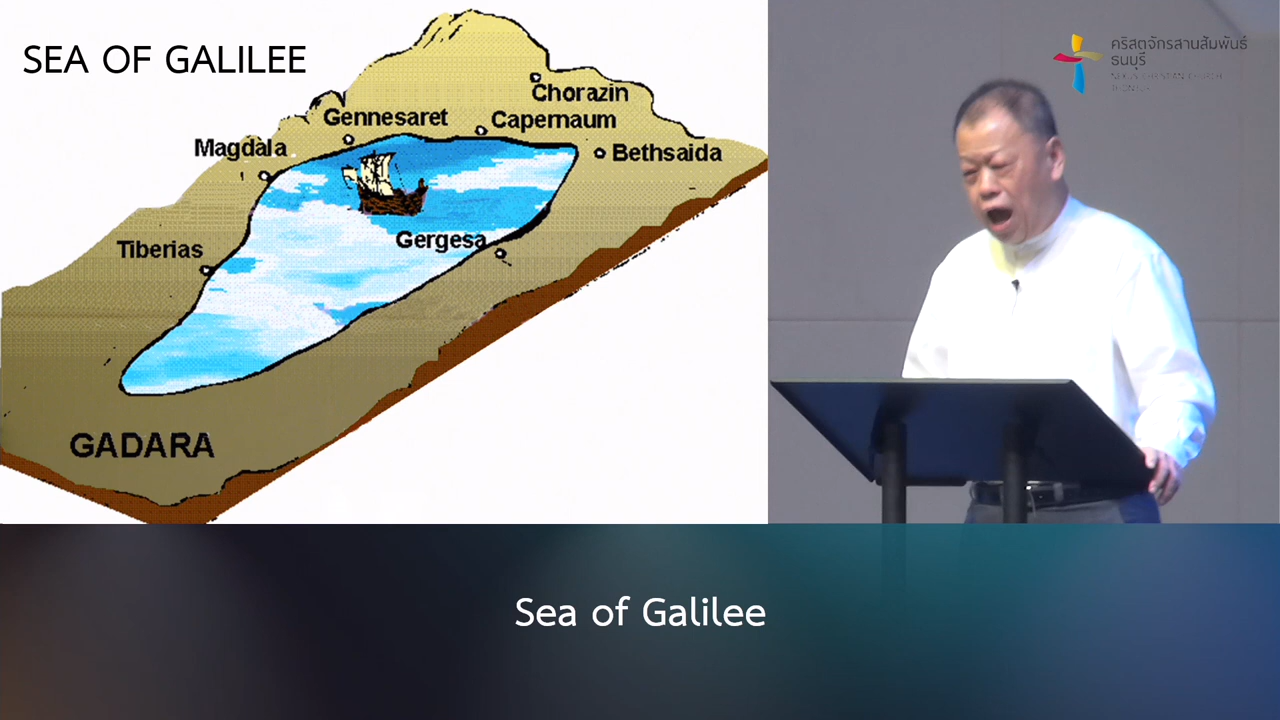 SEA OF GALILEE
Chorazin
Gennesaret
Capernaum
Magdala
Bethsaida
Tiberias
Gergesa
GADARA
คริสตจักรสานสัมพันธ์
ธนบุรี
Sea of Galilee